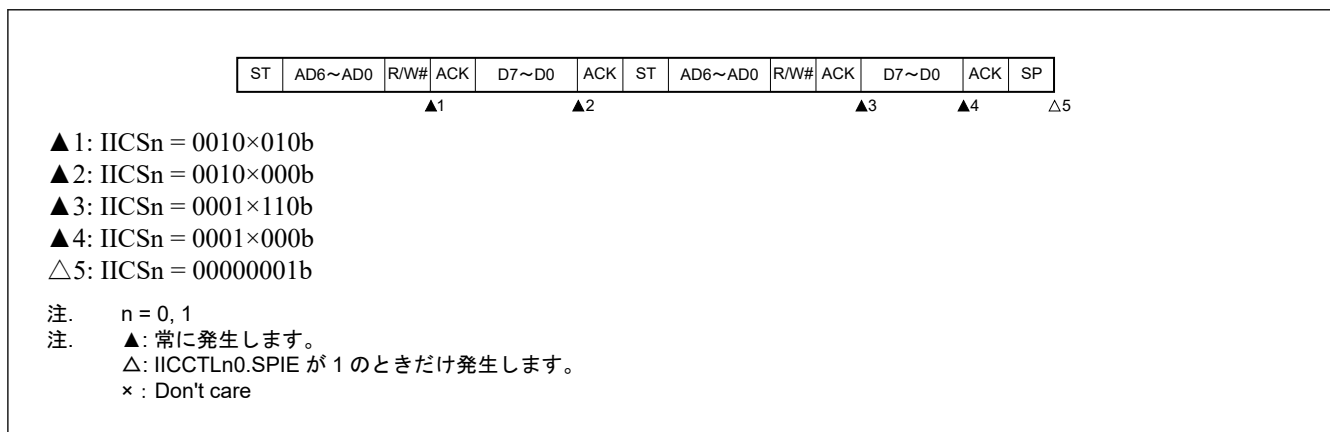 ST AD6～AD0 R/W# ACK D7～D0 ACK ST AD6～AD0 R/W# ACK D7～D0 ACK SP
▲1 ▲2 ▲3 ▲4 △5
▲1: IICSn = 0010×010b
▲2: IICSn = 0010×000b
▲3: IICSn = 0001×110b
▲4: IICSn = 0001×000b
△5: IICSn = 00000001b
注. n = 0, 1
注. ▲: 常に発生します。
△: IICCTLn0.SPIE が 1 のときだけ発生します。
×：Don't care